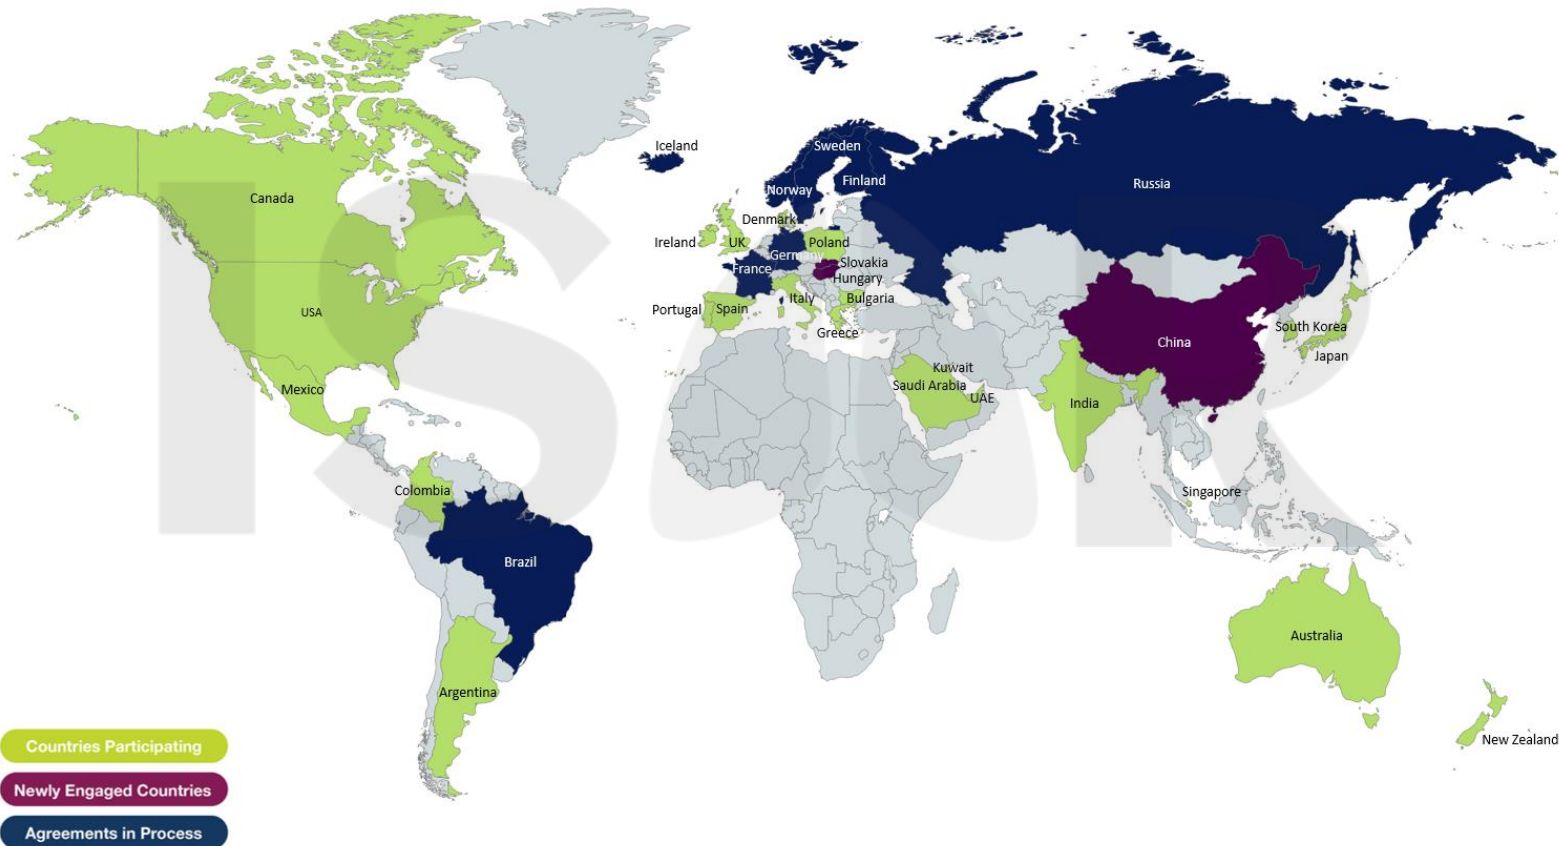 Iceland
Sweden
Finland
Norway
Russia
Canada
Denmark
Ireland
UK
Poland
Germany
France
Slovakia
Hungary
Portugal
Spain
Italy
Bulgaria
Greece
USA
South Korea
China
Japan
Mexico
Kuwait
Saudi Arabia
UAE
India
Colombia
Singapore
Brazil
Australia
Argentina
New Zealand
Countries Participating
Newly Engaged Countries
Agreements in Process
ISAR